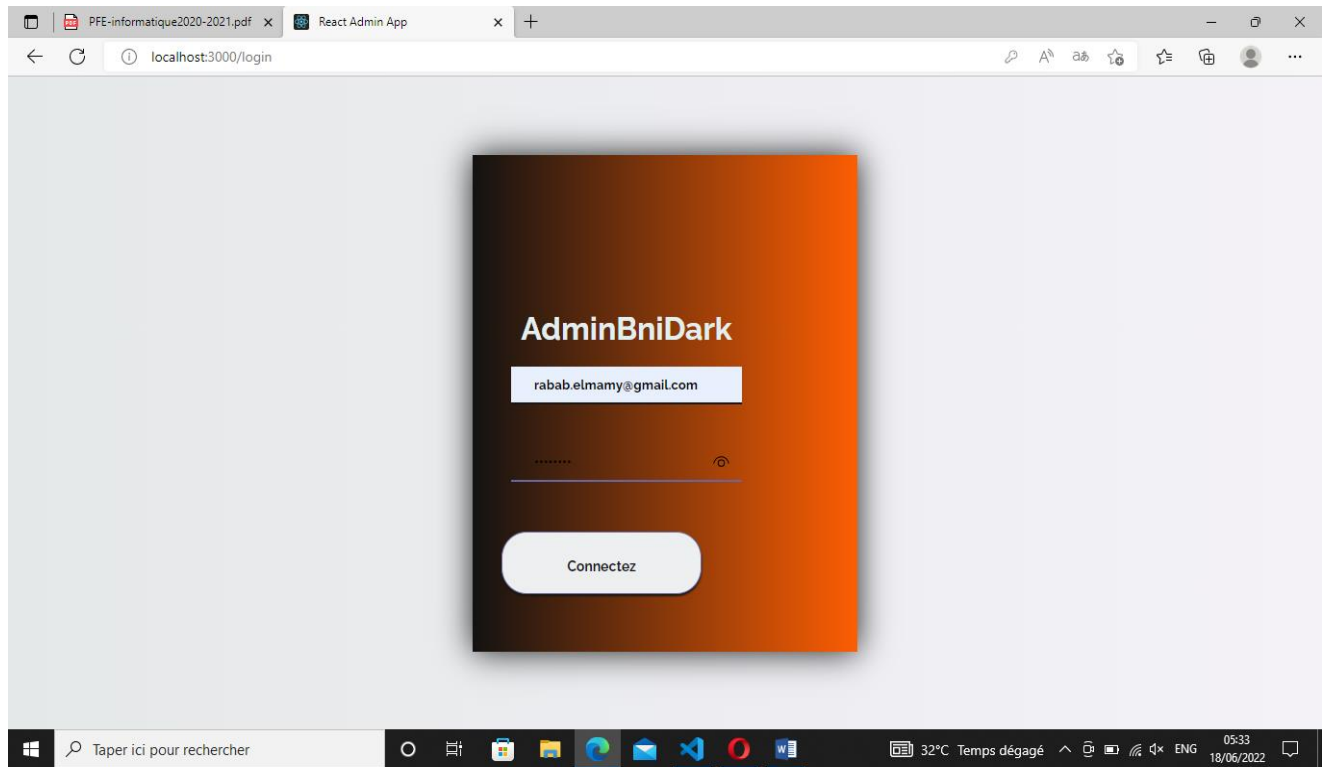 PFE-informatique2020-2021.pdf
React Admin App
localhost:3000/login
AdminBniDark
rabab.elmamy@gmail.com
Connectez
Taper ici pour rechercher
32°C Temps dégagé
ENG
05:33
18/06/2022